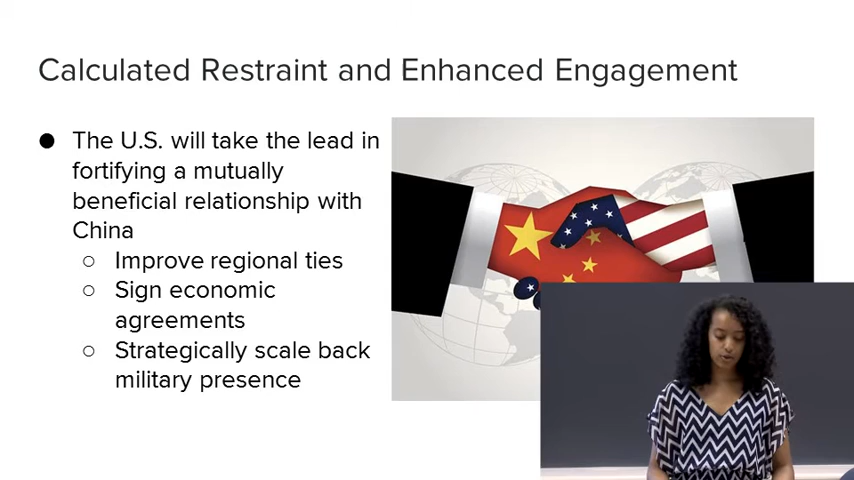 Calculated Restraint and Enhanced Engagement
The U.S. will take the lead in
fortifying a mutually
beneficial relationship with
China
Improve regional ties
Sign economic
agreements
Strategically scale back
military presence